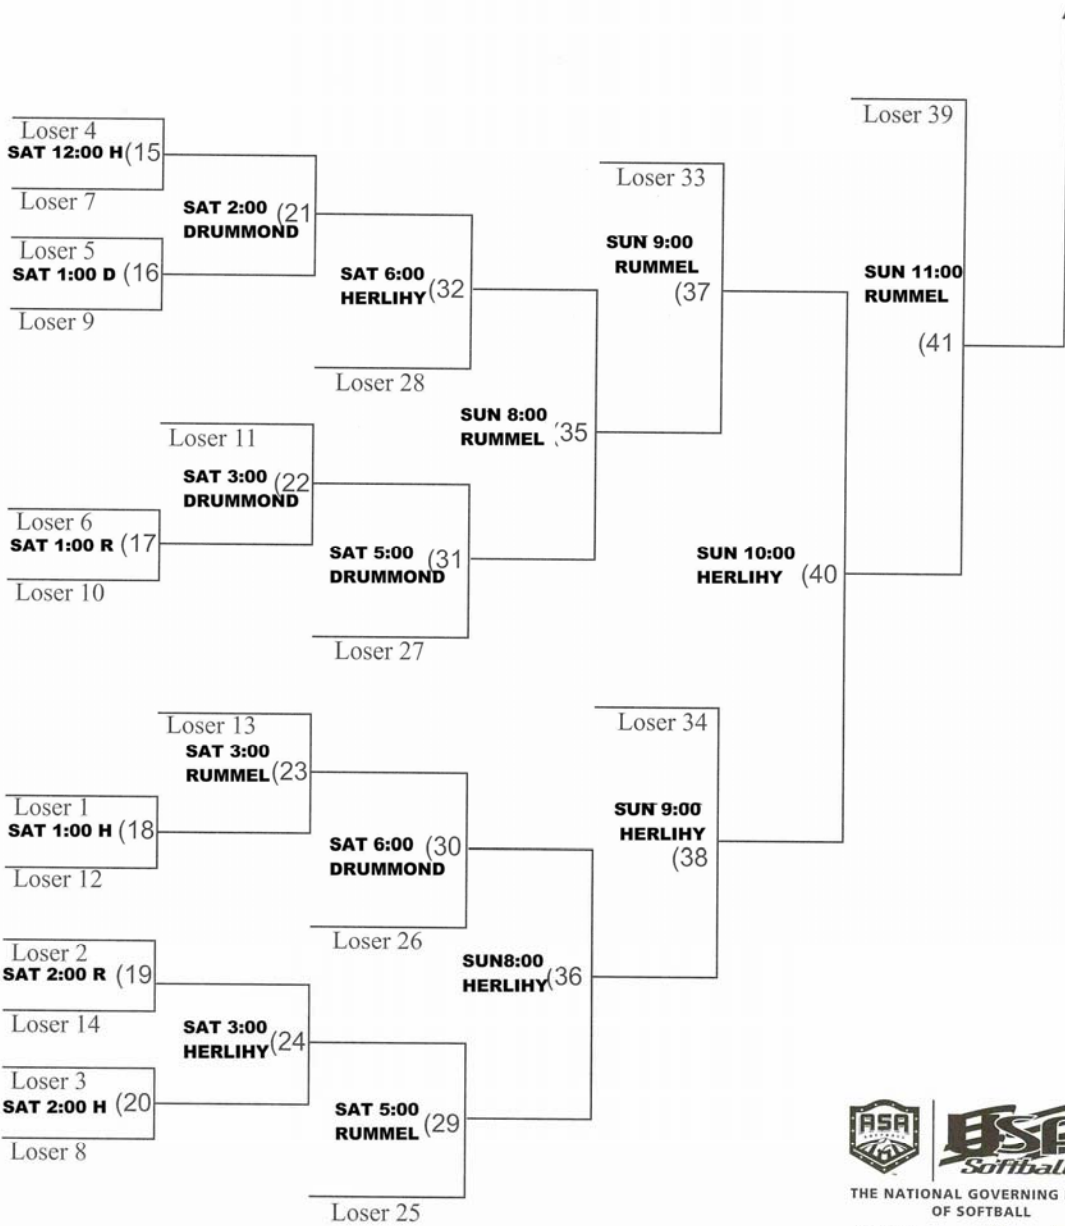 Loser 4
SAT 12:00 H (15
Loser 7
Loser 5
SAT 1:00 D (16
Loser 9
SAT 2:00 (21
DRUMMOND
SAT 6:00
HERLIHY (32
Loser 28
Loser 11
SAT 3:00 (22
DRUMMOND
Loser 6
SAT 1:00 R (17
Loser 10
SAT 5:00 (31
DRUMMOND
Loser 27
SUN 8:00
RUMMEL (35
Loser 33
SUN 9:00
RUMMEL
(37
Loser 39
SUN 11:00
RUMMEL
(41
SUN 10:00
HERLIHY (40
Loser 13
SAT 3:00
RUMMEL (23
Loser 1
SAT 1:00 H (18
Loser 12
SAT 6:00 (30
DRUMMOND
Loser 26
Loser 2
SAT 2:00 R (19
Loser 14
SAT 3:00
HERLIHY (24
Loser 3
SAT 2:00 H (20
Loser 8
SAT 5:00
RUMMEL (29
Loser 25
SUN8:00
HERLIHY (36
Loser 34
SUN 9:00
HERLIHY
(38
ASA
SOFTBALL
USA
Softball
THE NATIONAL GOVERNING
OF SOFTBALL